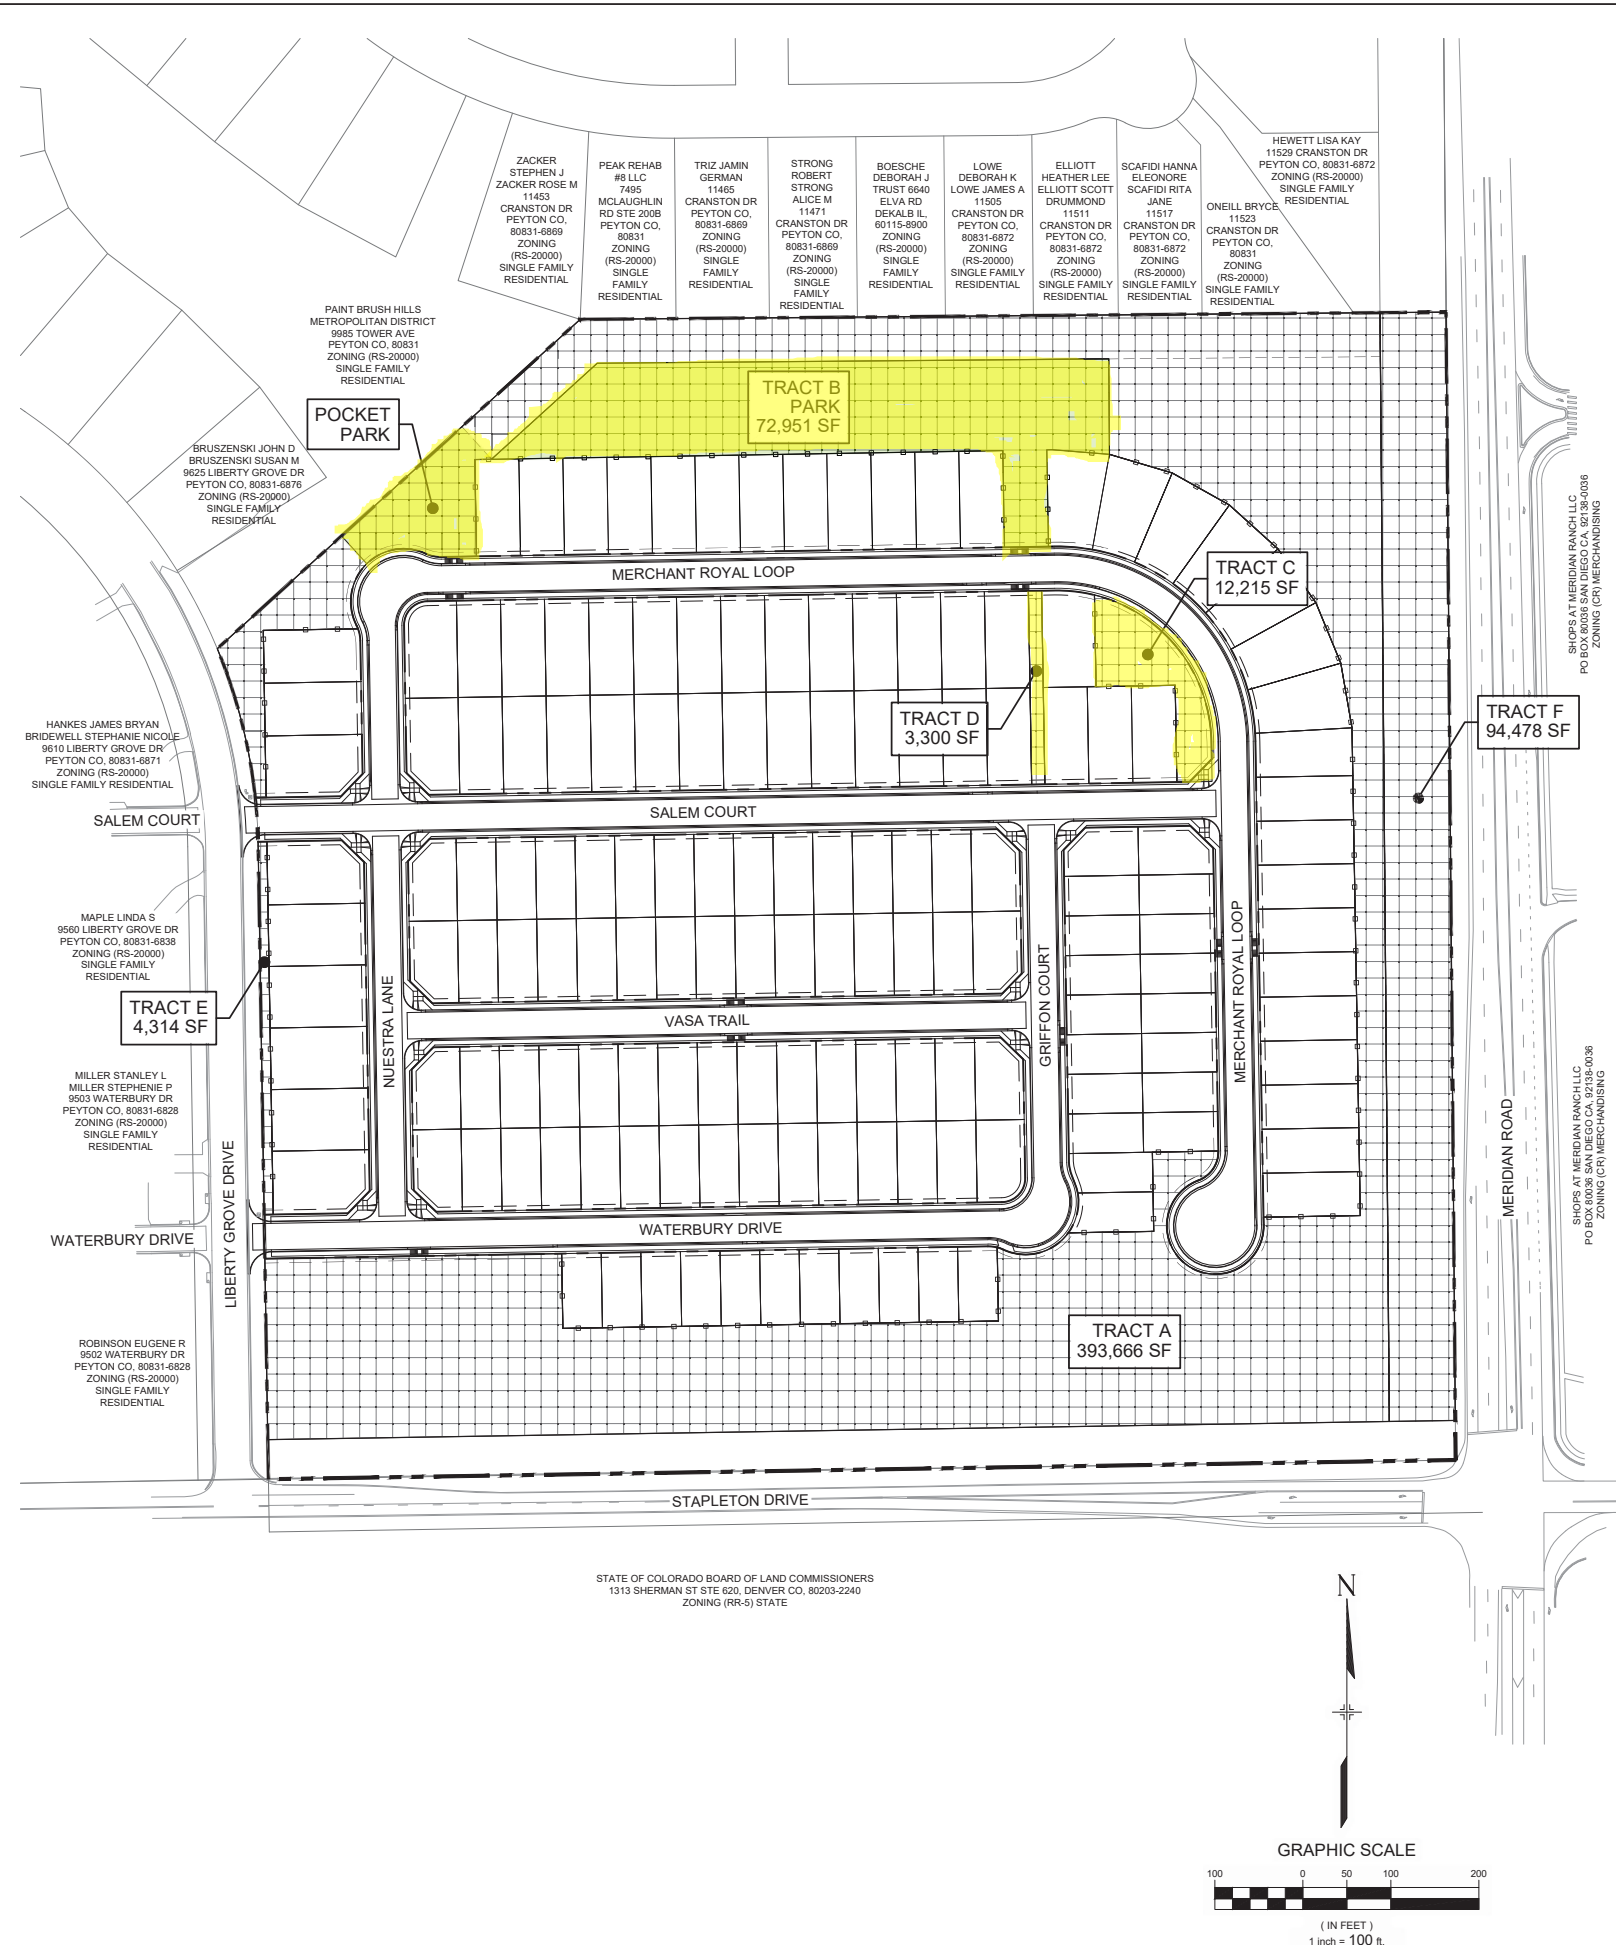 ZACKER
STEPHEN J
ZACKER ROSE M
11453
CRANSTON DR
PEYTON CO,
80831-6869
ZONING
(RS-20000)
SINGLE FAMILY
RESIDENTIAL
PEAK REHAB
#8 LLC
7495
MCLAUGHLIN
RD STE 200B
PEYTON CO,
80831
ZONING
(RS-20000)
SINGLE
FAMILY
RESIDENTIAL
TRIZ JAMIN
GERMAN
11465
CRANSTON DR
PEYTON CO,
80831-6869
ZONING
(RS-20000)
SINGLE
FAMILY
RESIDENTIAL
STRONG
ROBERT
STRONG
ALICE M
11471
CRANSTON DR
PEYTON CO,
80831-6869
ZONING
(RS-20000)
SINGLE
FAMILY
RESIDENTIAL
BOESCHE
DEBORAH J
TRUST 6640
ELVA RD
DEKALB IL,
60115-8900
ZONING
(RS-20000)
SINGLE
FAMILY
RESIDENTIAL
LOWE
DEBORAH K
LOWE JAMES A
11505
CRANSTON DR
PEYTON CO,
80831-6872
ZONING
(RS-20000)
SINGLE FAMILY
RESIDENTIAL
ELLIOTT
HEATHER LEE
ELLIOTT SCOTT
DRUMMOND
11511
CRANSTON DR
PEYTON CO,
80831-6872
ZONING
(RS-20000)
SINGLE FAMILY
RESIDENTIAL
SCAFIDI HANNA
ELEONORE
SCAFIDI RITA
JANE
11517
CRANSTON DR
PEYTON CO,
80831-6872
ZONING
(RS-20000)
SINGLE FAMILY
RESIDENTIAL
ONEILL BRYCE
11523
CRANSTON DR
PEYTON CO,
80831
ZONING
(RS-20000)
SINGLE FAMILY
RESIDENTIAL
HEWETT LISA KAY
11529 CRANSTON DR
PEYTON CO, 80831-6872
ZONING (RS-20000)
SINGLE FAMILY
RESIDENTIAL
PAINT BRUSH HILLS
METROPOLITAN DISTRICT
9985 TOWER AVE
PEYTON CO, 80831
ZONING (RS-20000)
SINGLE FAMILY
RESIDENTIAL
POCKET
PARK
TRACT B
PARK
72,951 SF
BRUSZENSKI JOHN D
BRUSZENSKI SUSAN M
9625 LIBERTY GROVE DR
PEYTON CO, 80831-6876
ZONING (RS-20000)
SINGLE FAMILY
RESIDENTIAL
SHOPS AT MERIDIAN RANCH LLC
PO BOX 80036 SAN DIEGO CA, 92138-0036
ZONING (CR) MERCHANDISING
MERCHANT ROYAL LOOP
TRACT C
12,215 SF
TRACT D
3,300 SF
TRACT F
94,478 SF
HANKES JAMES BRYAN
BRIDEWELL STEPHANIE NICOLE
9610 LIBERTY GROVE DR
PEYTON CO, 80831-6871
ZONING (RS-20000)
SINGLE FAMILY RESIDENTIAL
SALEM COURT
SALEM COURT
MAPLE LINDA S
9560 LIBERTY GROVE DR
PEYTON CO, 80831-6838
ZONING (RS-20000)
SINGLE FAMILY
RESIDENTIAL
TRACT E
4,314 SF
NUESTRA LANE
VASA TRAIL
GRIFFON COURT
MERCHANT ROYAL LOOP
MILLER STANLEY L
MILLER STEPHENIE P
9503 WATERBURY DR
PEYTON CO, 80831-6828
ZONING (RS-20000)
SINGLE FAMILY
RESIDENTIAL
MERIDIAN ROAD
SHOPS AT MERIDIAN RANCH LLC
PO BOX 80036 SAN DIEGO CA, 92138-0036
ZONING (CR) MERCHANDISING
WATERBURY DRIVE
LIBERTY GROVE DRIVE
WATERBURY DRIVE
TRACT A
393,666 SF
ROBINSON EUGENE R
9502 WATERBURY DR
PEYTON CO, 80831-6828
ZONING (RS-20000)
SINGLE FAMILY
RESIDENTIAL
STAPLETON DRIVE
STATE OF COLORADO BOARD OF LAND COMMISSIONERS
1313 SHERMAN ST STE 620, DENVER CO, 80203-2240
ZONING (RR-5) STATE
N
GRAPHIC SCALE
100 0 50 100 200
( IN FEET )
1 inch = 100 ft.